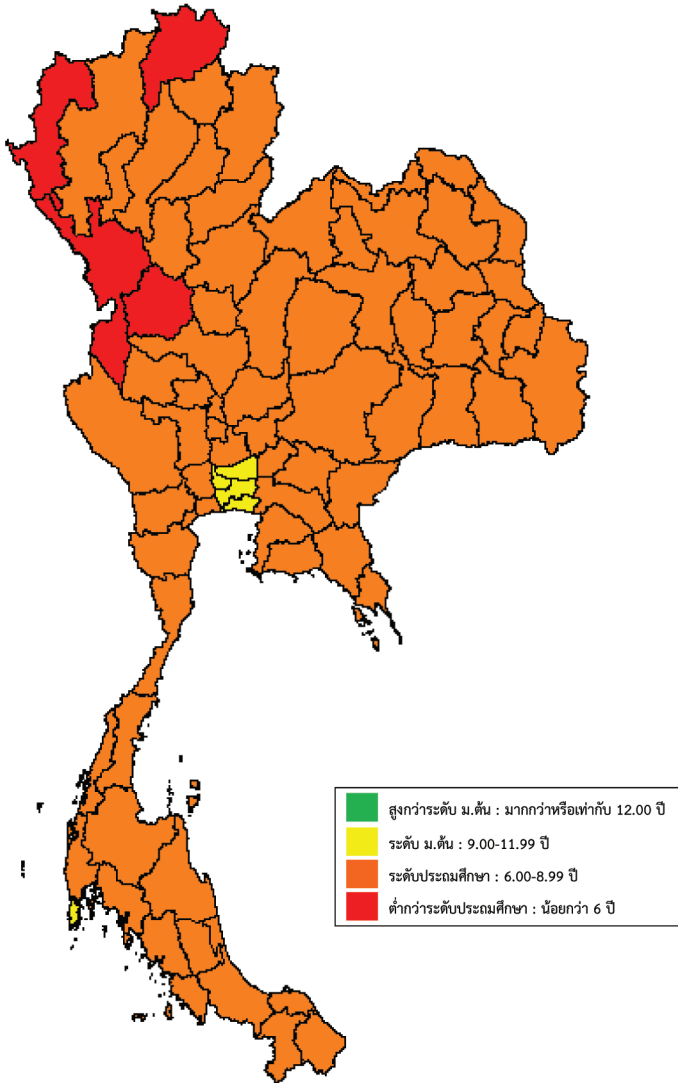 สูงกว่าระดับ ม.ต้น : มากกว่าหรือเท่ากับ 12.00 ปี
ระดับ ม.ต้น : 9.00-11.99 ปี
ระดับประถมศึกษา : 6.00-8.99 ปี
ต่ำกว่าระดับประถมศึกษา : น้อยกว่า 6 ปี